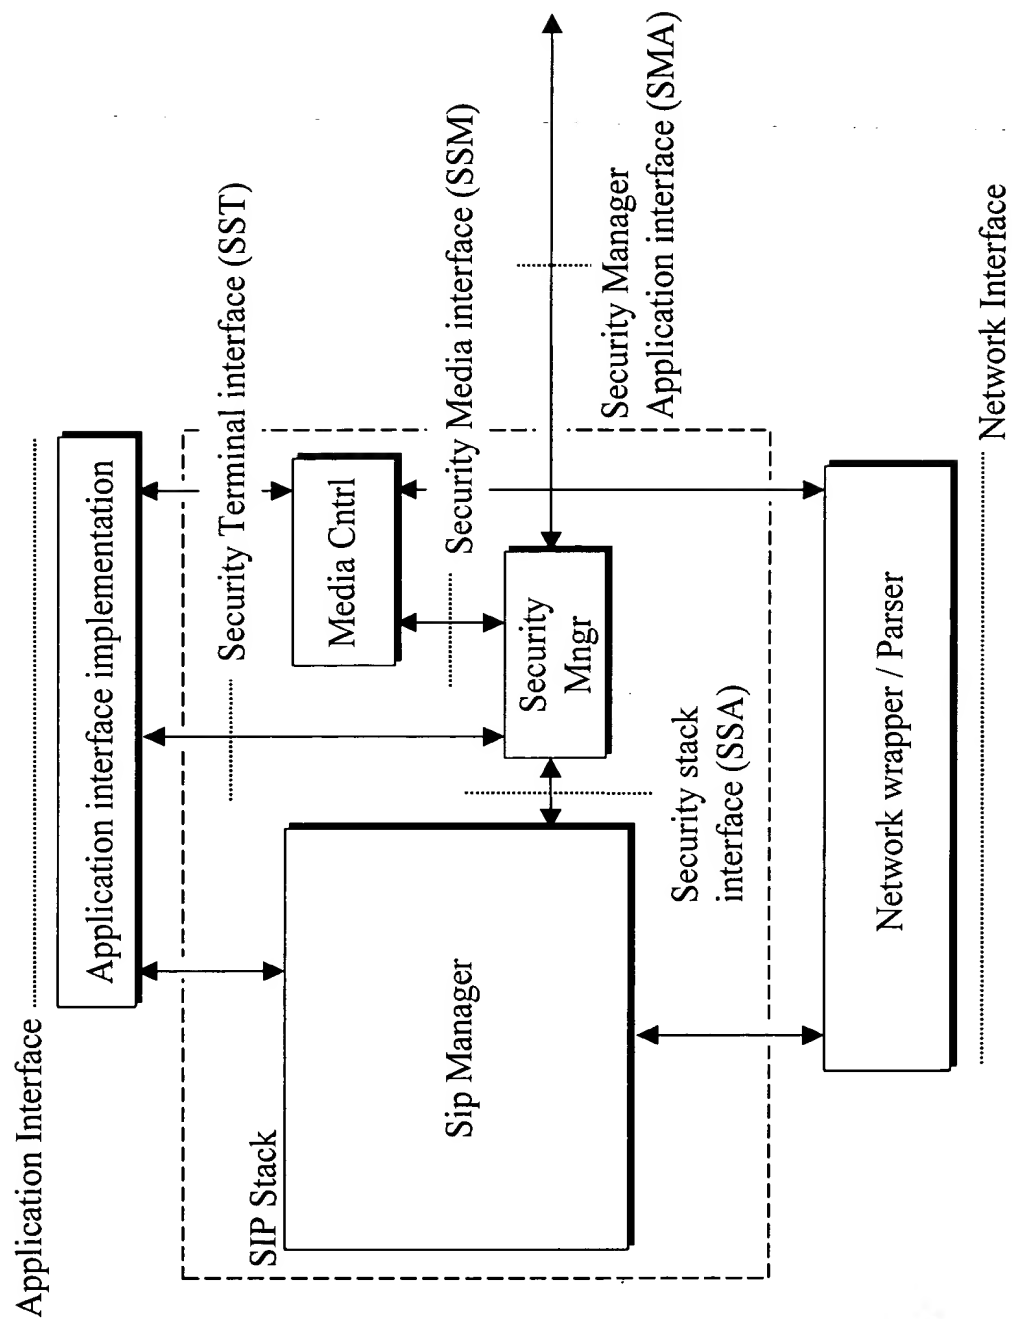 Application Interface
Application interface implementation
SIP Stack
Security Terminal interface (SST)
Media Cntrl
Sip Manager
Security Media interface (SSM)
Security
Mngr
Security Manager
Application interface (SMA)
Security stack
interface (SSA)
Network wrapper / Parser
Network Interface